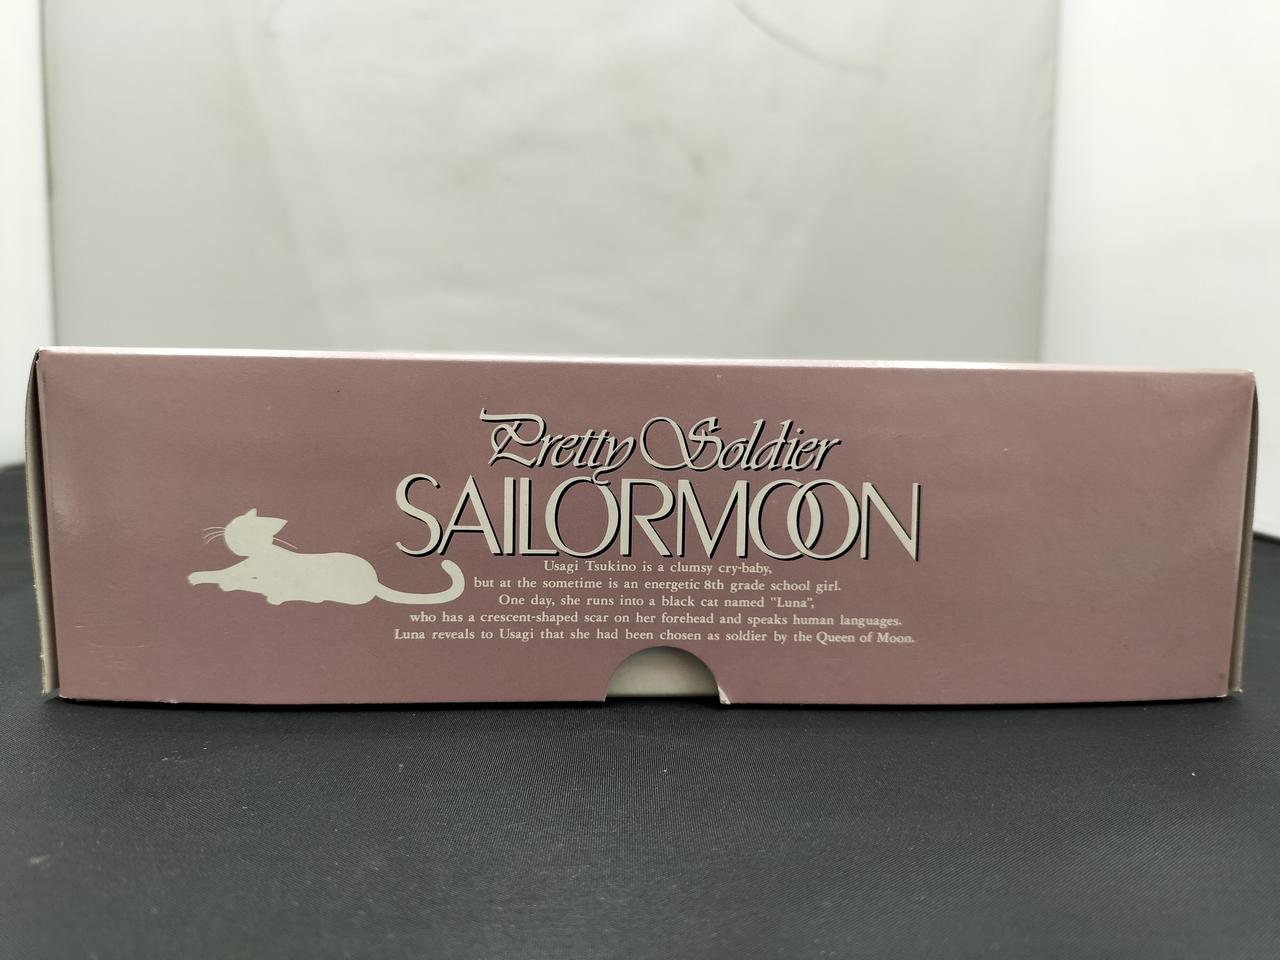 Pretty Soldier
SAILORMOON
Usagi Tsukino is a clumsy cry-baby,
but at the sometime is an energetic 8th grade school girl.
One day, she runs into a black cat named "Luna",
who has a crescent-shaped scar on her forehead and speaks human languages.
Luna reveals to Usagi that she had been chosen as soldier by the Queen of Moon.